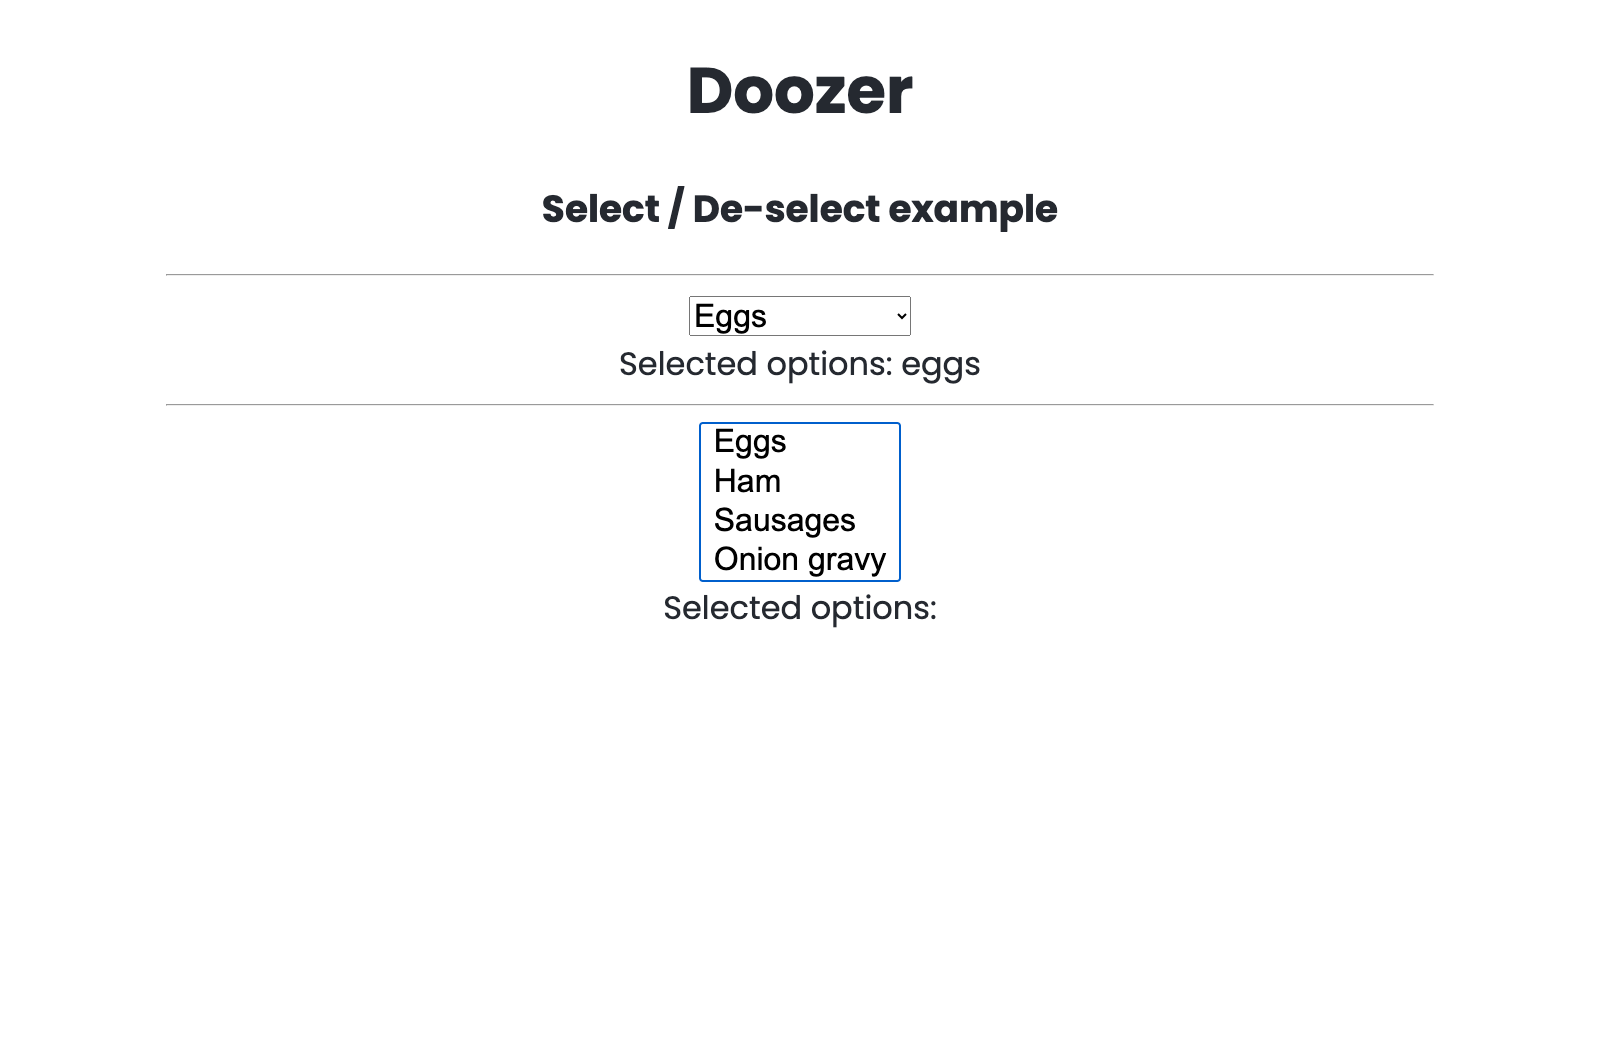 Doozer
Select / De-select example
Eggs
Selected options: eggs
Eggs
Ham
Sausages
Onion gravy
Selected options: